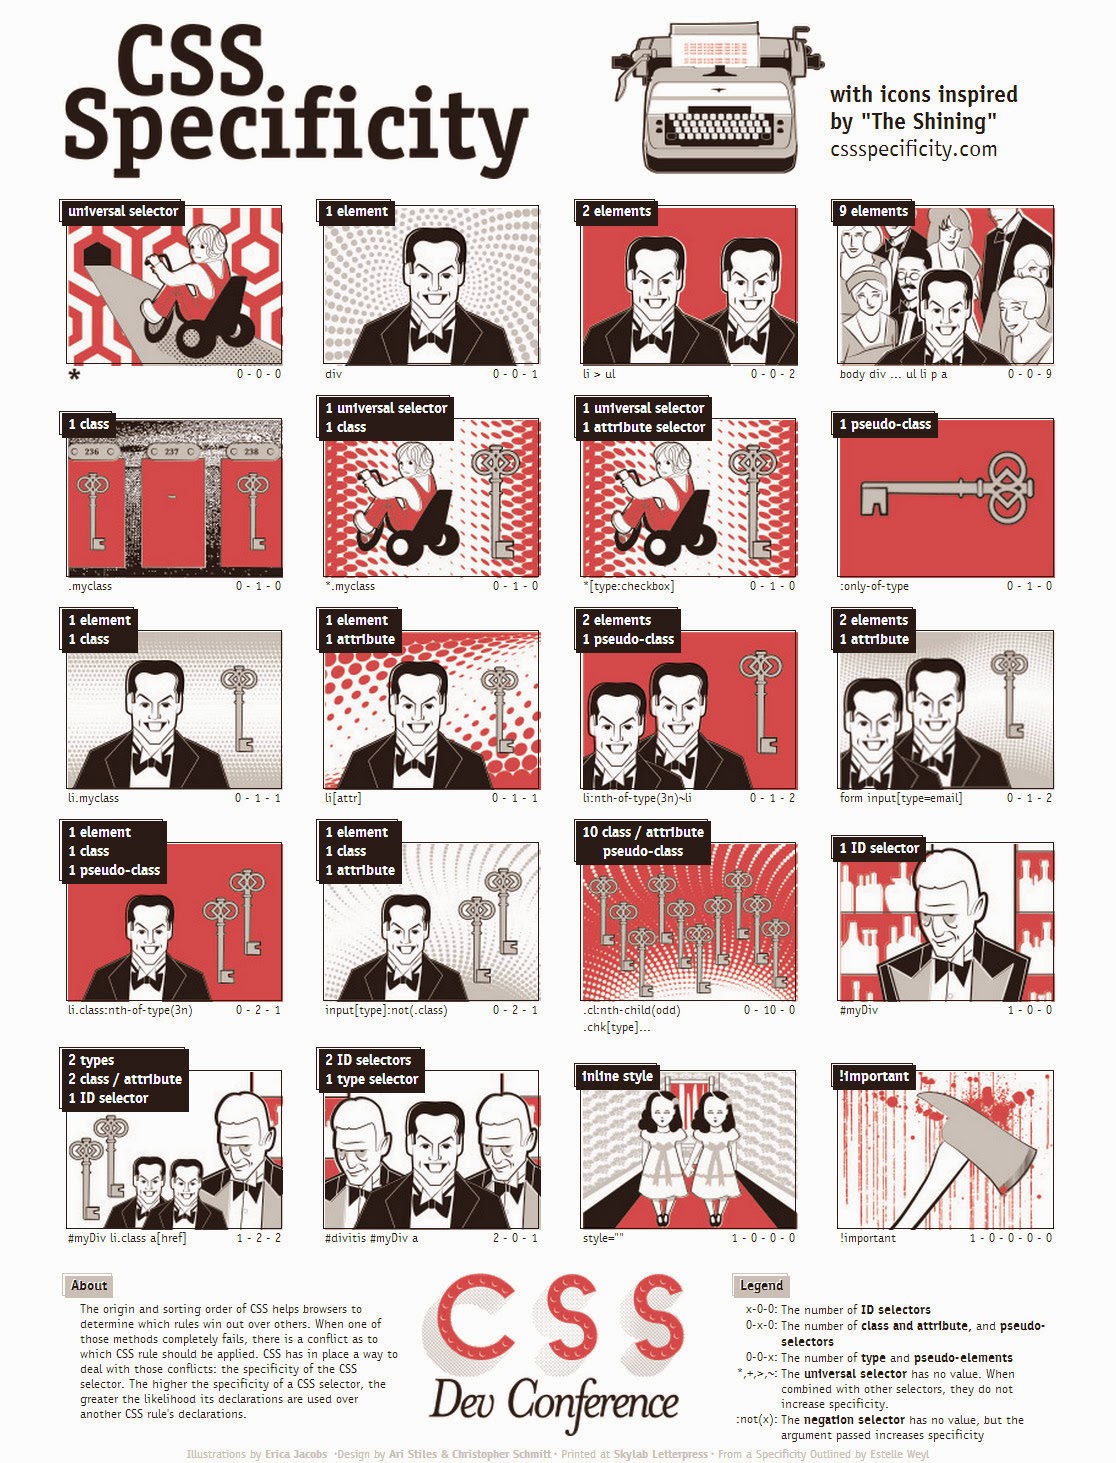 CSS
Specificity
with icons inspired
by "The Shining"
cssspecificity.com
universal selector
*
0 - 0 - 0
1 element
div
0 - 0 - 1
2 elements
li > ul
0 - 0 - 2
9 elements
body div ... ul li p a
0 - 0 - 9
1 class
236
237
238
.myclass
0 - 1 - 0
1 universal selector
1 class
*.myclass
0 - 1 - 0
1 universal selector
1 attribute selector
*[type:checkbox]
0 - 1 - 0
1 pseudo-class
:only-of-type
0 - 1 - 0
1 element
1 class
li.myclass
0 - 1 - 1
1 element
1 attribute
li[attr]
0 - 1 - 1
2 elements
1 pseudo-class
li:nth-of-type(3n)~li
0 - 1 - 2
2 elements
1 attribute
form input[type=email]
0 - 1 - 2
1 element
1 class
1 pseudo-class
li.class:nth-of-type(3n)
0 - 2 - 1
1 element
1 class
1 attribute
input[type]:not(.class)
0 - 2 - 1
10 class / attribute
pseudo-class
.cl:nth-child(odd)
0 - 10 - 0
.chk[type]...
1 ID selector
#myDiv
1 - 0 - 0
2 types
2 class / attribute
1 ID selector
#myDiv li.class a[href]
1 - 2 - 2
2 ID selectors
1 type selector
#divitis #myDiv a
2 - 0 - 1
inline style
style=""
1 - 0 - 0 - 0
!important
!important
1 - 0 - 0 - 0 - 0
About
The origin and sorting order of CSS helps browsers to
determine which rules win out over others. When one of
those methods completely fails, there is a conflict as to
which CSS rule should be applied. CSS has in place a way to
deal with those conflicts: the specificity of the CSS
selector. The higher the specificity of a CSS selector, the
greater the likelihood its declarations are used over
another CSS rule's declarations.
CSS
Dev Conference
Legend
x-0-0: The number of ID selectors
0-x-0: The number of class and attribute, and pseudo-
selectors
0-0-x: The number of type and pseudo-elements
*,+,>,~: The universal selector has no value. When
combined with other selectors, they do not
increase specificity.
:not(x): The negation selector has no value, but the
argument passed increases specificity
Illustrations by Erica Jacobs · Design by Ari Stiles & Christopher Schmitt · Printed at Skylab Letterpress · From a Specificity Outlined by Estelle Weyl